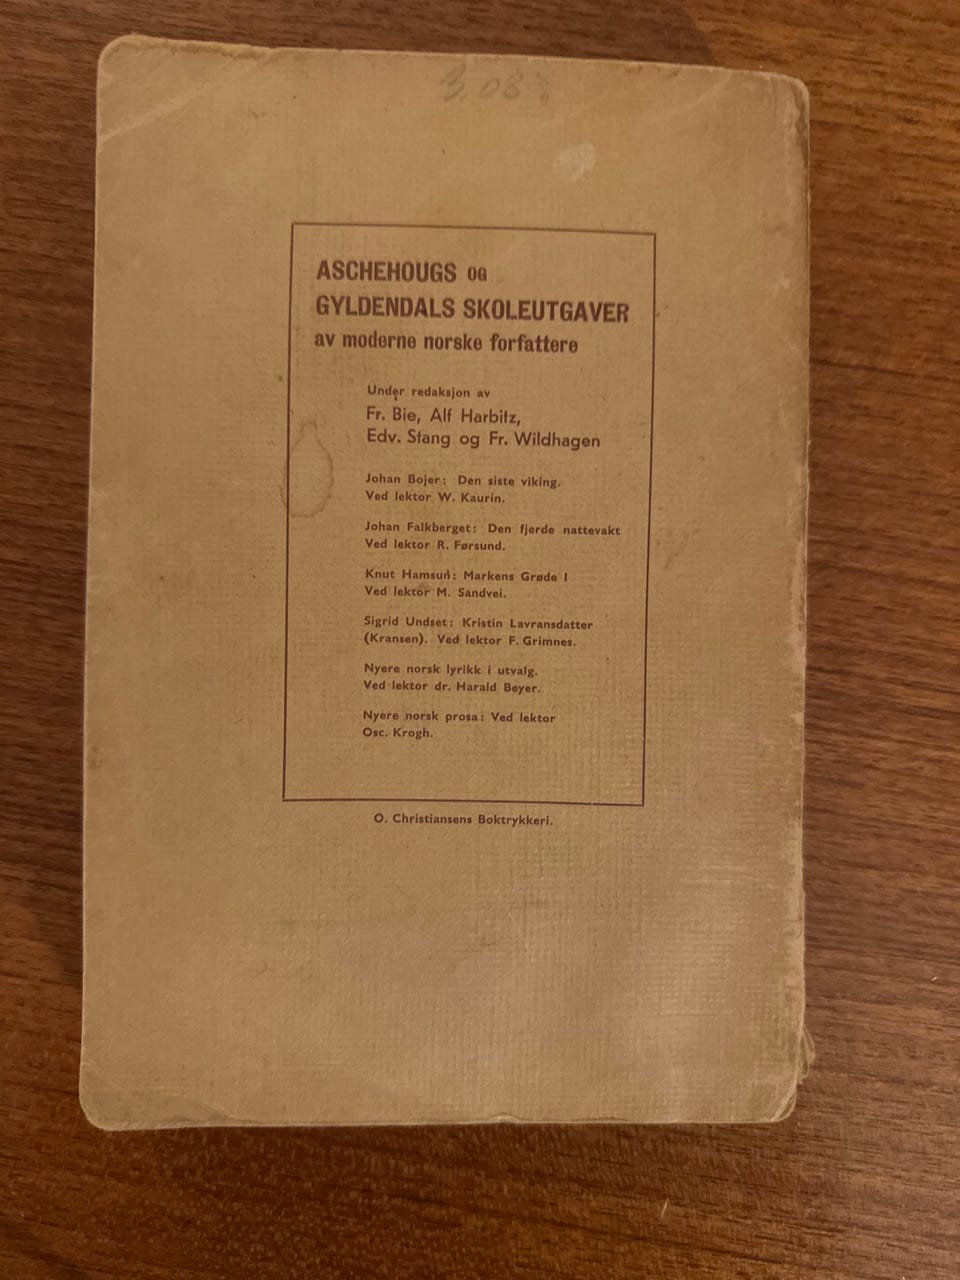 3.08
ASCHEHOUGS OG
GYLDENDALS SKOLEUTGAVER
av moderne norske forfattere
Under redaksjon av
Fr. Bie, Alf Harbitz,
Edv. Stang og Fr. Wildhagen
Johan Bojer: Den siste viking.
Ved lektor W. Kaurin.
Johan Falkberget: Den fjerde nattevakt
Ved lektor R. Førsund.
Knut Hamsun: Markens Grøde I
Ved lektor M. Sandvei.
Sigrid Undset: Kristin Lavransdatter
(Kransen). Ved lektor F. Grimnes.
Nyere norsk lyrikk i utvalg.
Ved lektor dr. Harald Beyer.
Nyere norsk prosa: Ved lektor
Osc. Krogh.
O. Christiansens Boktrykkeri.